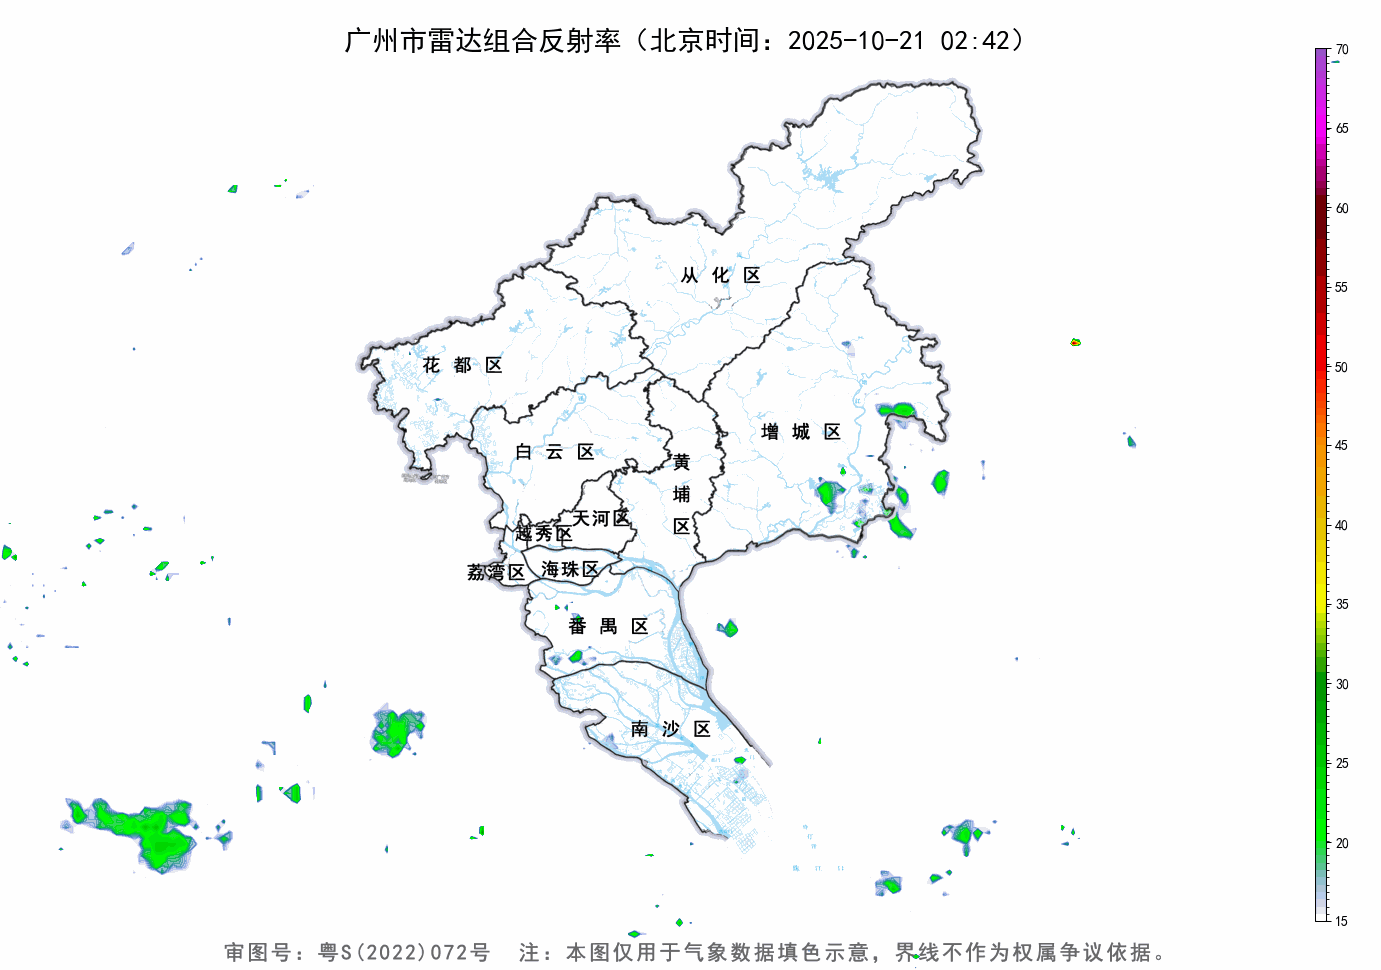 广州市雷达组合反射率（北京时间：2025-10-21 02:42）
70
65
60
55
50
45
40
35
30
25
20
15
从化区
花都区
增城区
白云区
黄埔区
天河区
越秀区
荔湾区
海珠区
番禺区
南沙区
审图号：粤S(2022)072号 注：本图仅用于气象数据填色示意，界线不作为权属争议依据。